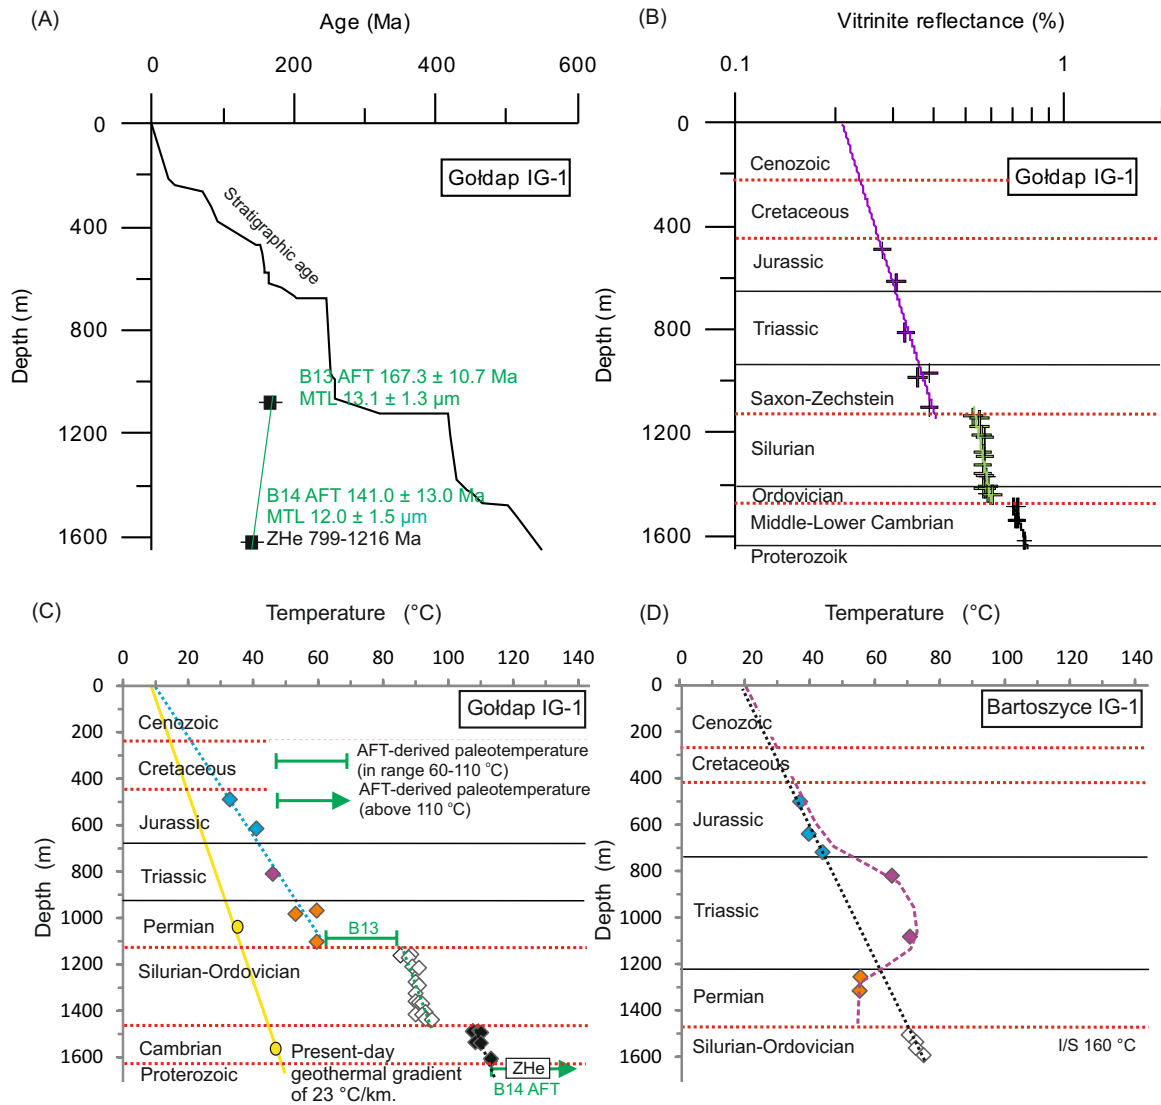 (A)
Age (Ma)
0
200
400
600
0
400
800
1200
1600
Depth (m)
Gołdap IG-1
Stratigraphic age
B13 AFT 167.3 ± 10.7 Ma
MTL 13.1 ± 1.3 µm
B14 AFT 141.0 ± 13.0 Ma
MTL 12.0 ± 1.5 µm
ZHe 799-1216 Ma
(B)
Vitrinite reflectance (%)
0.1
1
0
400
800
1200
1600
Depth (m)
Gołdap IG-1
Cenozoic
Cretaceous
Jurassic
Triassic
Saxon-Zechstein
Silurian
Ordovician
Middle-Lower Cambrian
Proterozoik
(C)
Temperature (°C)
0 20 40 60 80 100 120 140
0
200
400
600
800
1000
1200
1400
1600
Depth (m)
Gołdap IG-1
Cenozoic
Cretaceous
Jurassic
Triassic
Permian
Silurian-Ordovician
Cambrian
Proterozoic
AFT-derived paleotemperature
(in range 60-110 °C)
AFT-derived paleotemperature
(above 110 °C)
B13
Present-day
geothermal gradient
of 23 °C/km.
ZHe
B14 AFT
(D)
Temperature (°C)
0 20 40 60 80 100 120 140
0
200
400
600
800
1000
1200
1400
1600
Depth (m)
Bartoszyce IG-1
Cenozoic
Cretaceous
Jurassic
Triassic
Permian
Silurian-Ordovician
I/S 160 °C